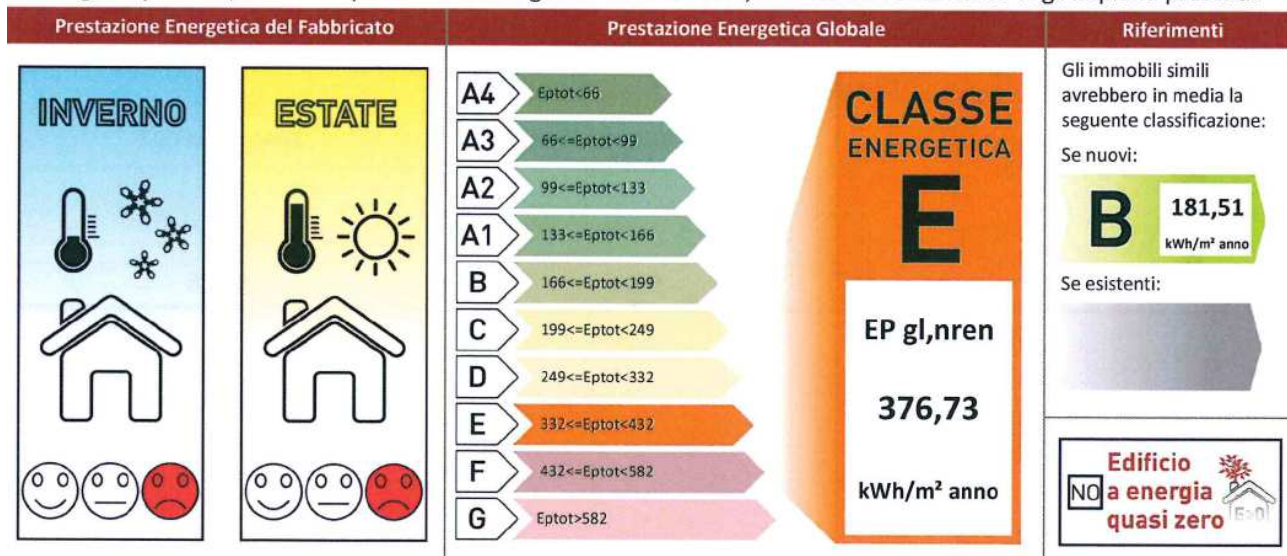 Prestazione Energetica del Fabbricato
Prestazione Energetica Globale
Riferimenti
INVERNO
ESTATE
A4 Eptot<66
A3 66<=Eptot<99
A2 99<=Eptot<133
A1 133<=Eptot<166
B 166<=Eptot<199
C 199<=Eptot<249
D 249<=Eptot<332
E 332<=Eptot<432
F 432<=Eptot<582
G Eptot>582
CLASSE
ENERGETICA
E
EP gl,nren
376,73
kWh/m² anno
Gli immobili simili
avrebbero in media la
seguente classificazione:
Se nuovi:
B 181,51
kWh/m² anno
Se esistenti:
Edificio
NO a energia
quasi zero